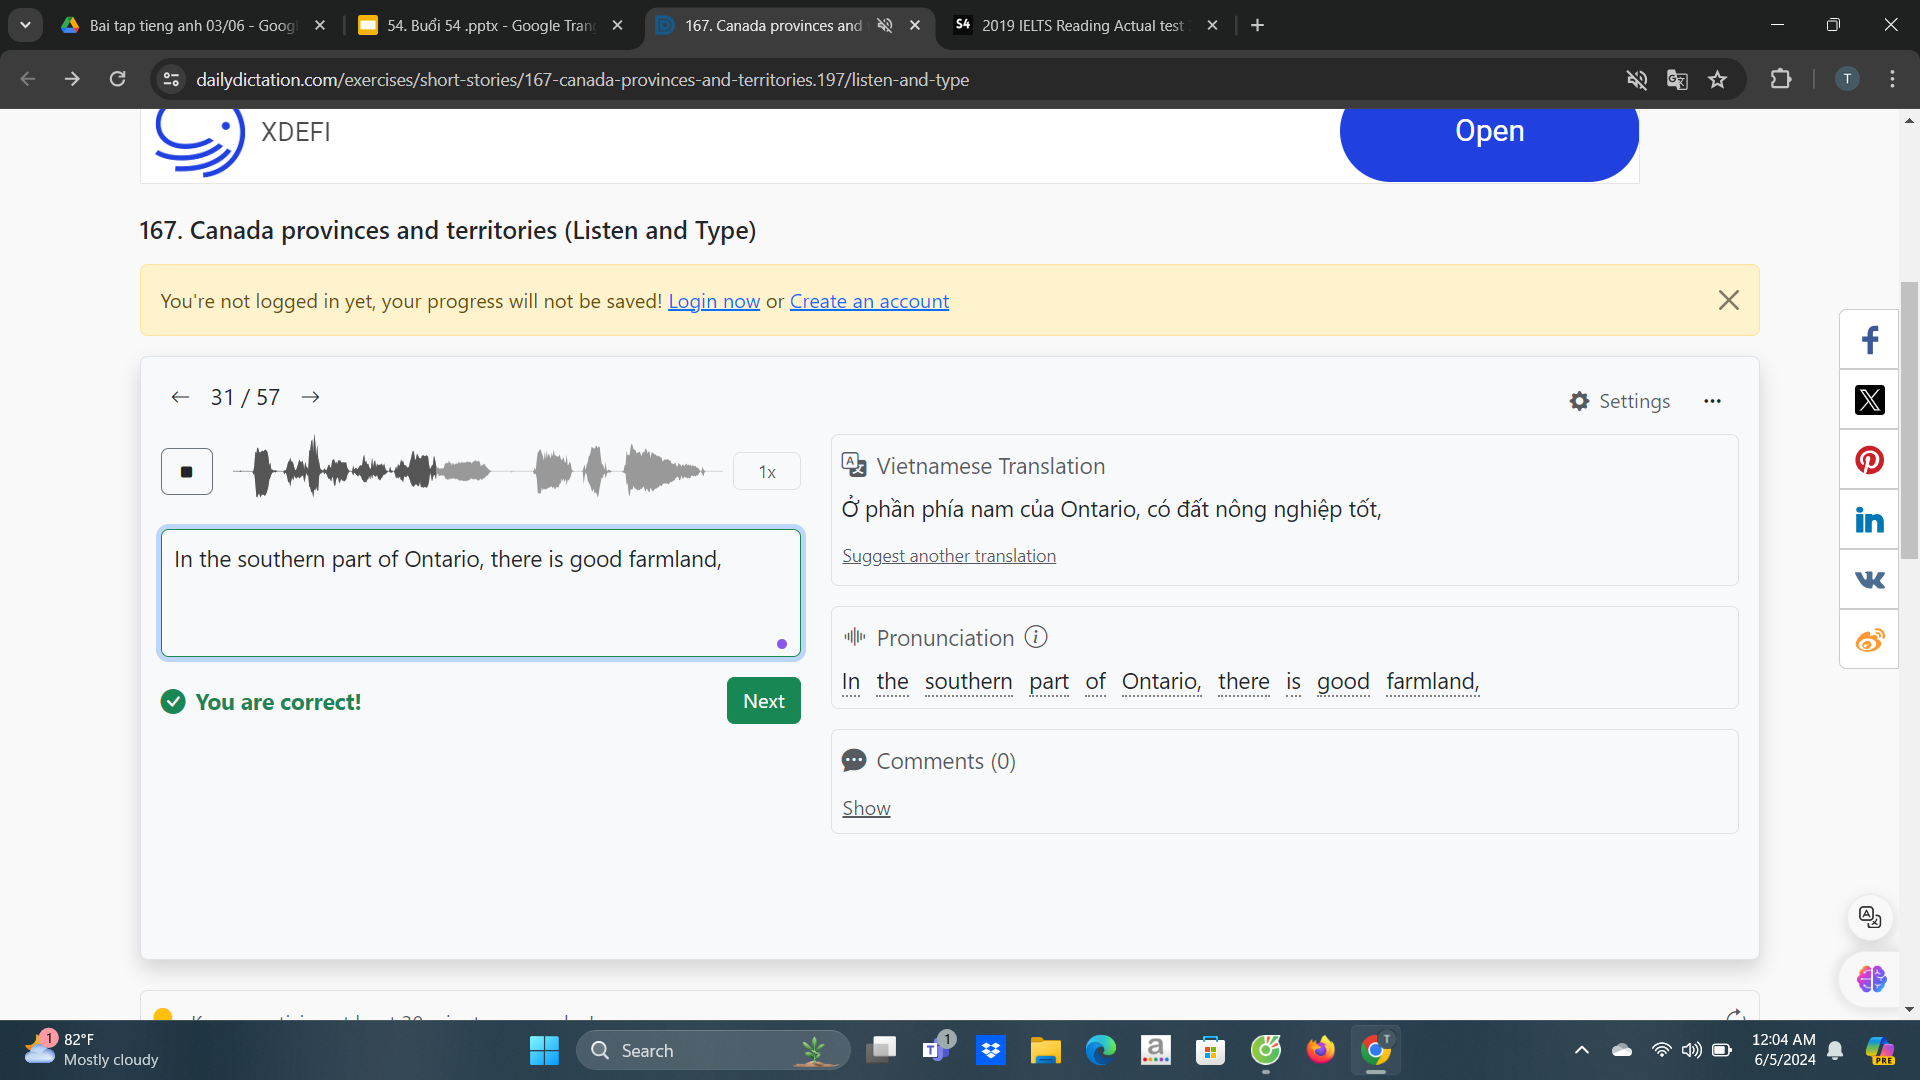 Bai tap tieng anh 03/06 - Googl
54. Buổi 54 .pptx - Google Tran
167. Canada provinces and
S4 2019 IELTS Reading Actual test
dailydictation.com/exercises/short-stories/167-canada-provinces-and-territories.197/listen-and-type
T
XDEFI
Open
167. Canada provinces and territories (Listen and Type)
You're not logged in yet, your progress will not be saved! Login now or Create an account
31 / 57
Settings
1x
Vietnamese Translation
Ở phần phía nam của Ontario, có đất nông nghiệp tốt,
Suggest another translation
In the southern part of Ontario, there is good farmland,
Pronunciation
In the southern part of Ontario, there is good farmland,
You are correct!
Next
Comments (0)
Show
1
82°F
Mostly cloudy
Search
1
12:04 AM
6/5/2024
PRE